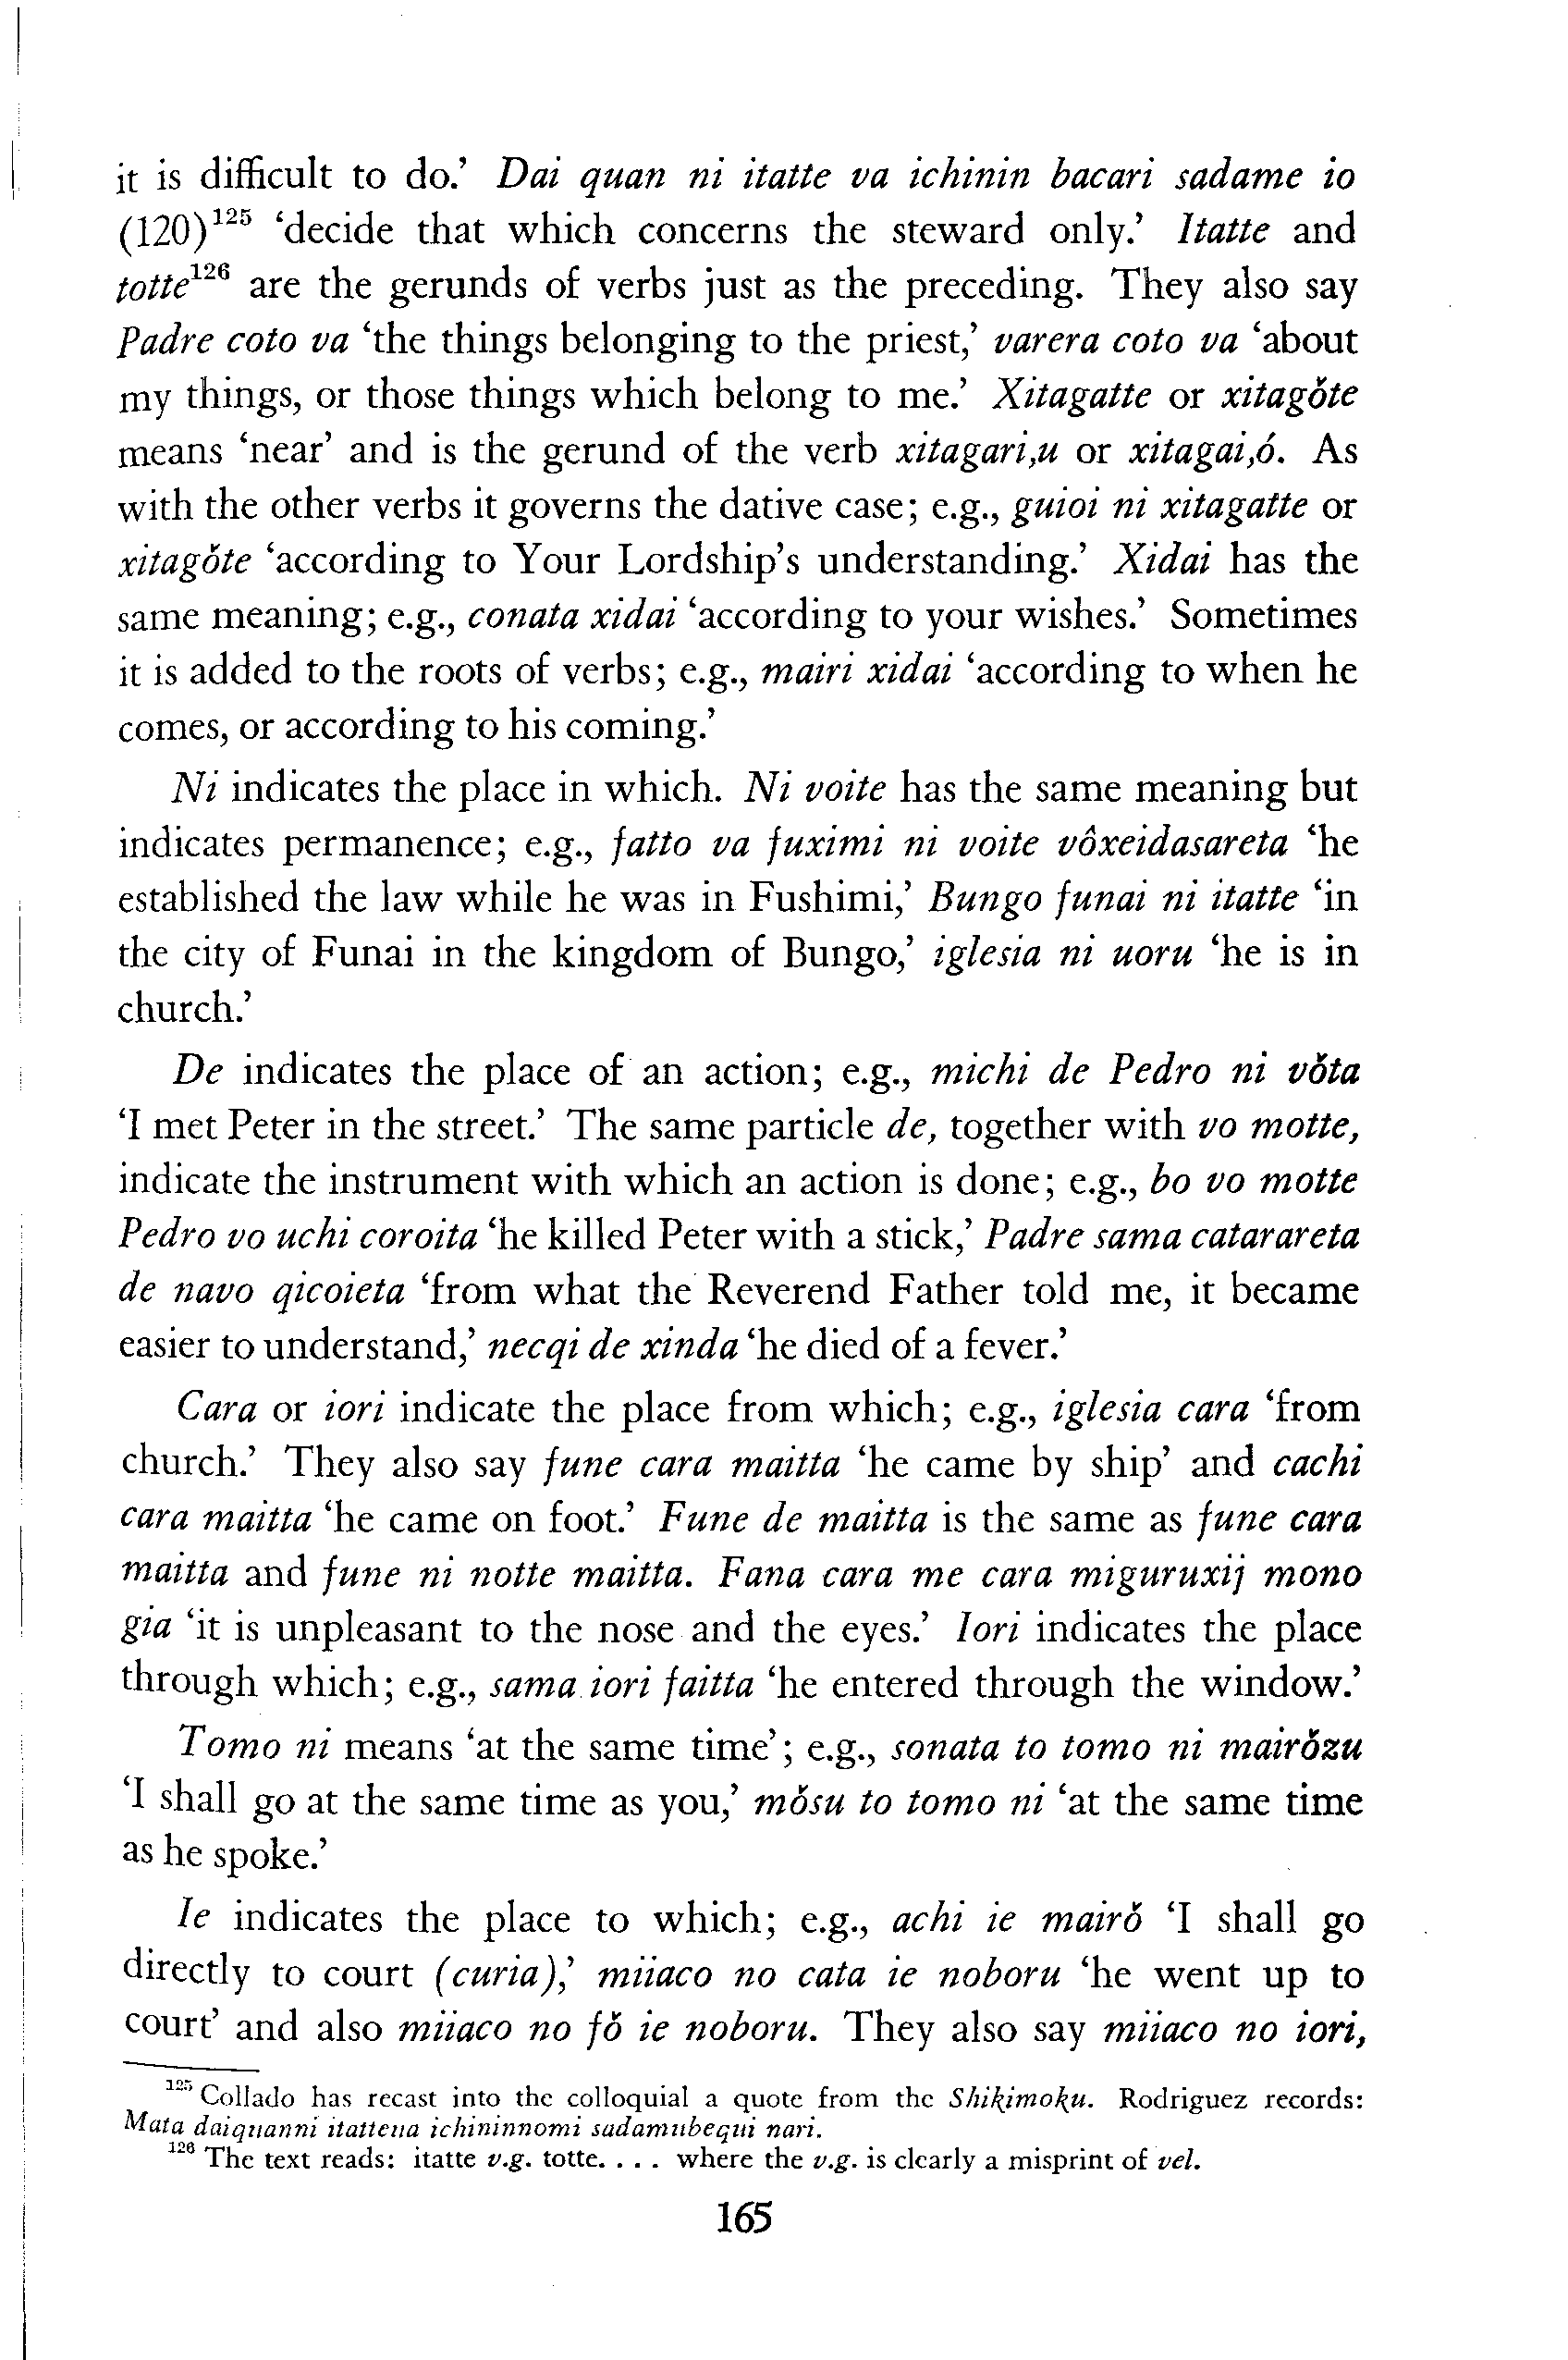 it is difficult to do.’ Dai quan ni itatte va ichinin bacari sadame io
(120)¹²⁵ ‘decide that which concerns the steward only.’ Itatte and
totte¹²⁶ are the gerunds of verbs just as the preceding. They also say
Padre coto va ‘the things belonging to the priest,’ varera coto va ‘about
my things, or those things which belong to me.’ Xitagatte or xitagŏte
means ‘near’ and is the gerund of the verb xitagari,u or xitagai,ó. As
with the other verbs it governs the dative case; e.g., guioi ni xitagatte or
xitagŏte ‘according to Your Lordship’s understanding.’ Xidai has the
same meaning; e.g., conata xidai ‘according to your wishes.’ Sometimes
it is added to the roots of verbs; e.g., mairi xidai ‘according to when he
comes, or according to his coming.’
Ni indicates the place in which. Ni voite has the same meaning but
indicates permanence; e.g., fatto va fuximi ni voite vôxeidasareta ‘he
established the law while he was in Fushimi,’ Bungo funai ni itatte ‘in
the city of Funai in the kingdom of Bungo,’ iglesia ni uoru ‘he is in
church.’
De indicates the place of an action; e.g., michi de Pedro ni vŏta
‘I met Peter in the street.’ The same particle de, together with vo motte,
indicate the instrument with which an action is done; e.g., bo vo motte
Pedro vo uchi coroita ‘he killed Peter with a stick,’ Padre sama catarareta
de navo qicoieta ‘from what the Reverend Father told me, it became
easier to understand,’ necqi de xinda ‘he died of a fever.’
Cara or iori indicate the place from which; e.g., iglesia cara ‘from
church.’ They also say fune cara maitta ‘he came by ship’ and cachi
cara maitta ‘he came on foot.’ Fune de maitta is the same as fune cara
maitta and fune ni notte maitta. Fana cara me cara miguruxij mono
gia ‘it is unpleasant to the nose and the eyes.’ Iori indicates the place
through which; e.g., sama iori faitta ‘he entered through the window.’
Tomo ni means ‘at the same time’; e.g., sonata to tomo ni mairŏzu
‘I shall go at the same time as you,’ mŏsu to tomo ni ‘at the same time
as he spoke.’
Ie indicates the place to which; e.g., achi ie mairŏ ‘I shall go
directly to court (curia),’ miiaco no cata ie noboru ‘he went up to
court’ and also miiaco no fŏ ie noboru. They also say miiaco no iori,
¹²⁵ Collado has recast into the colloquial a quote from the Shikimoku. Rodriguez records:
Mata daiquanni itatteua ichininnomi sadamubequi nari.
¹²⁶ The text reads: itatte v.g. totte. . . . where the v.g. is clearly a misprint of vel.
165